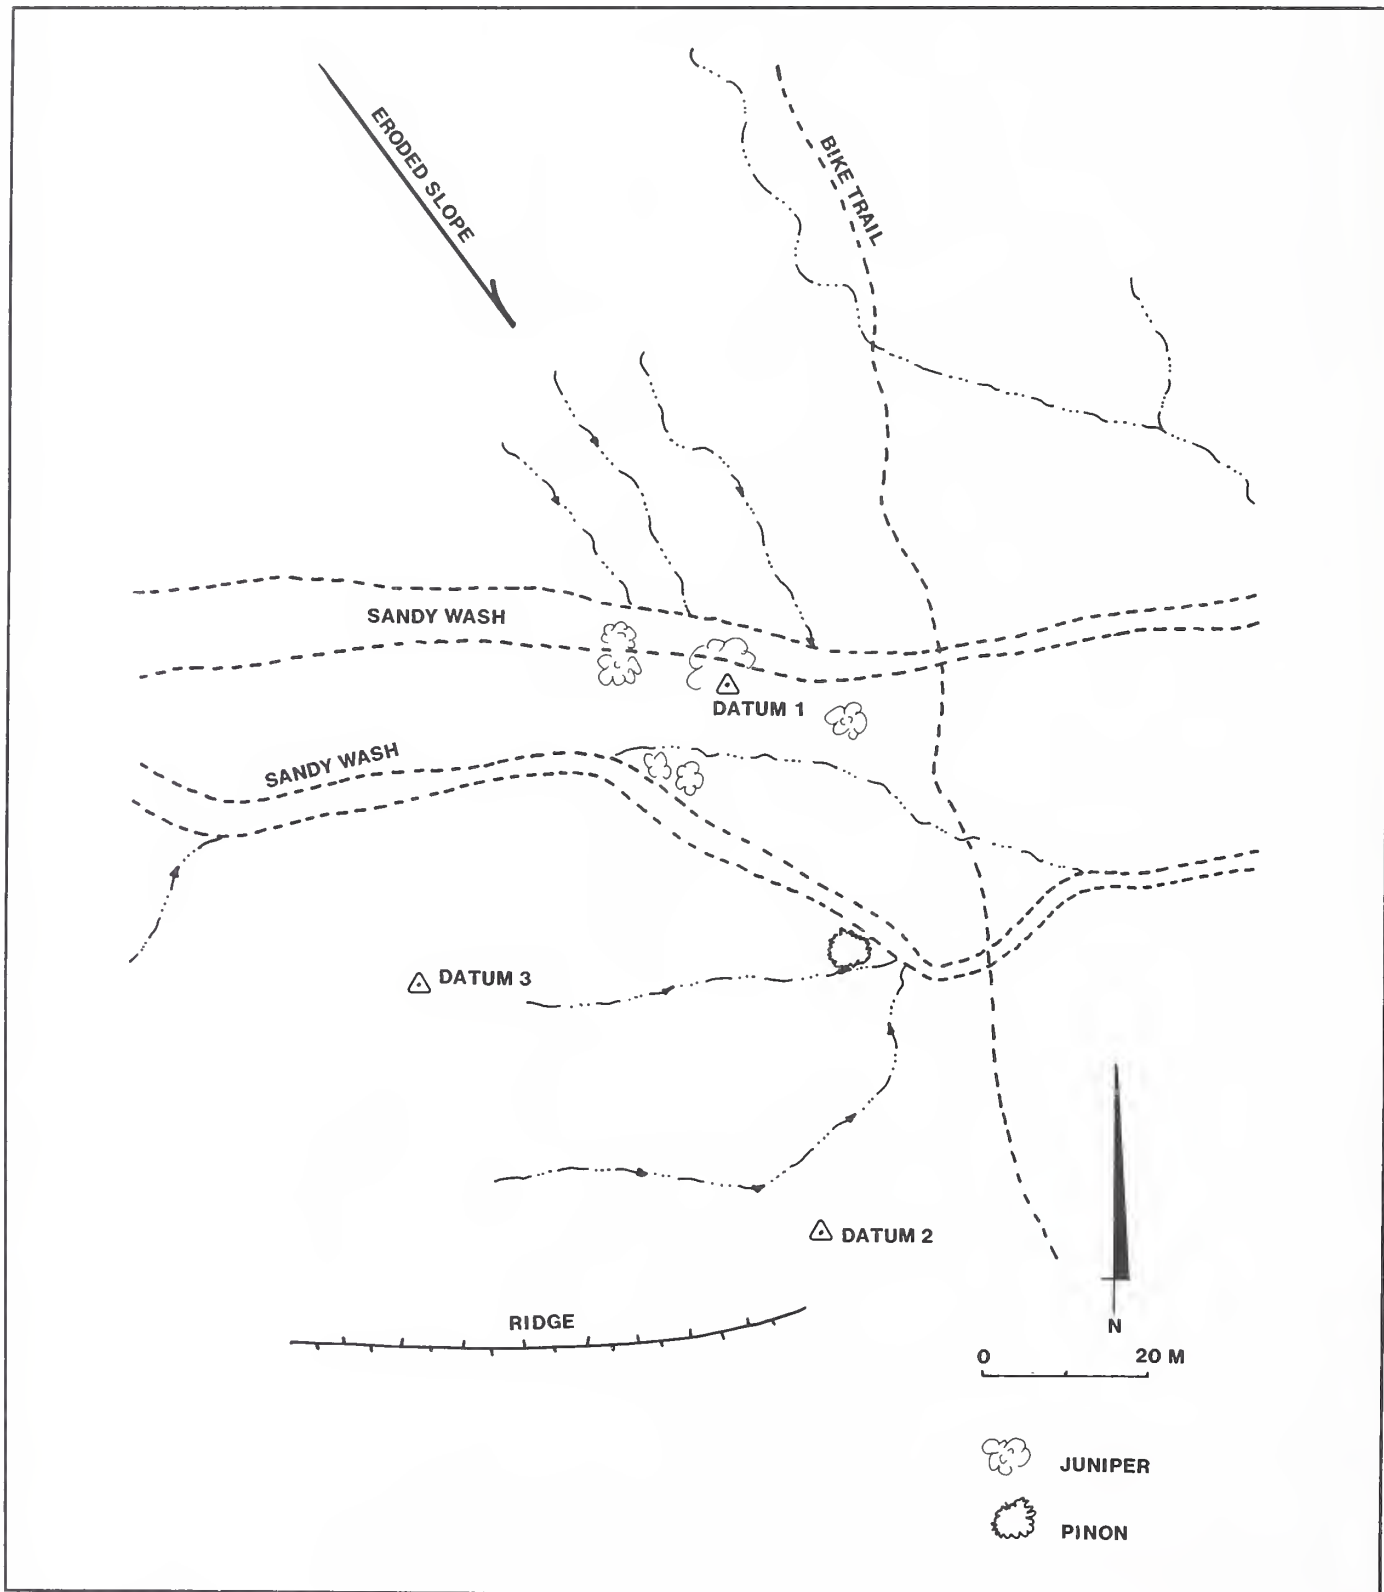 ERODED SLOPE
BIKE TRAIL
SANDY WASH
DATUM 1
SANDY WASH
DATUM 3
DATUM 2
RIDGE
N
0 20 M
JUNIPER
PINON